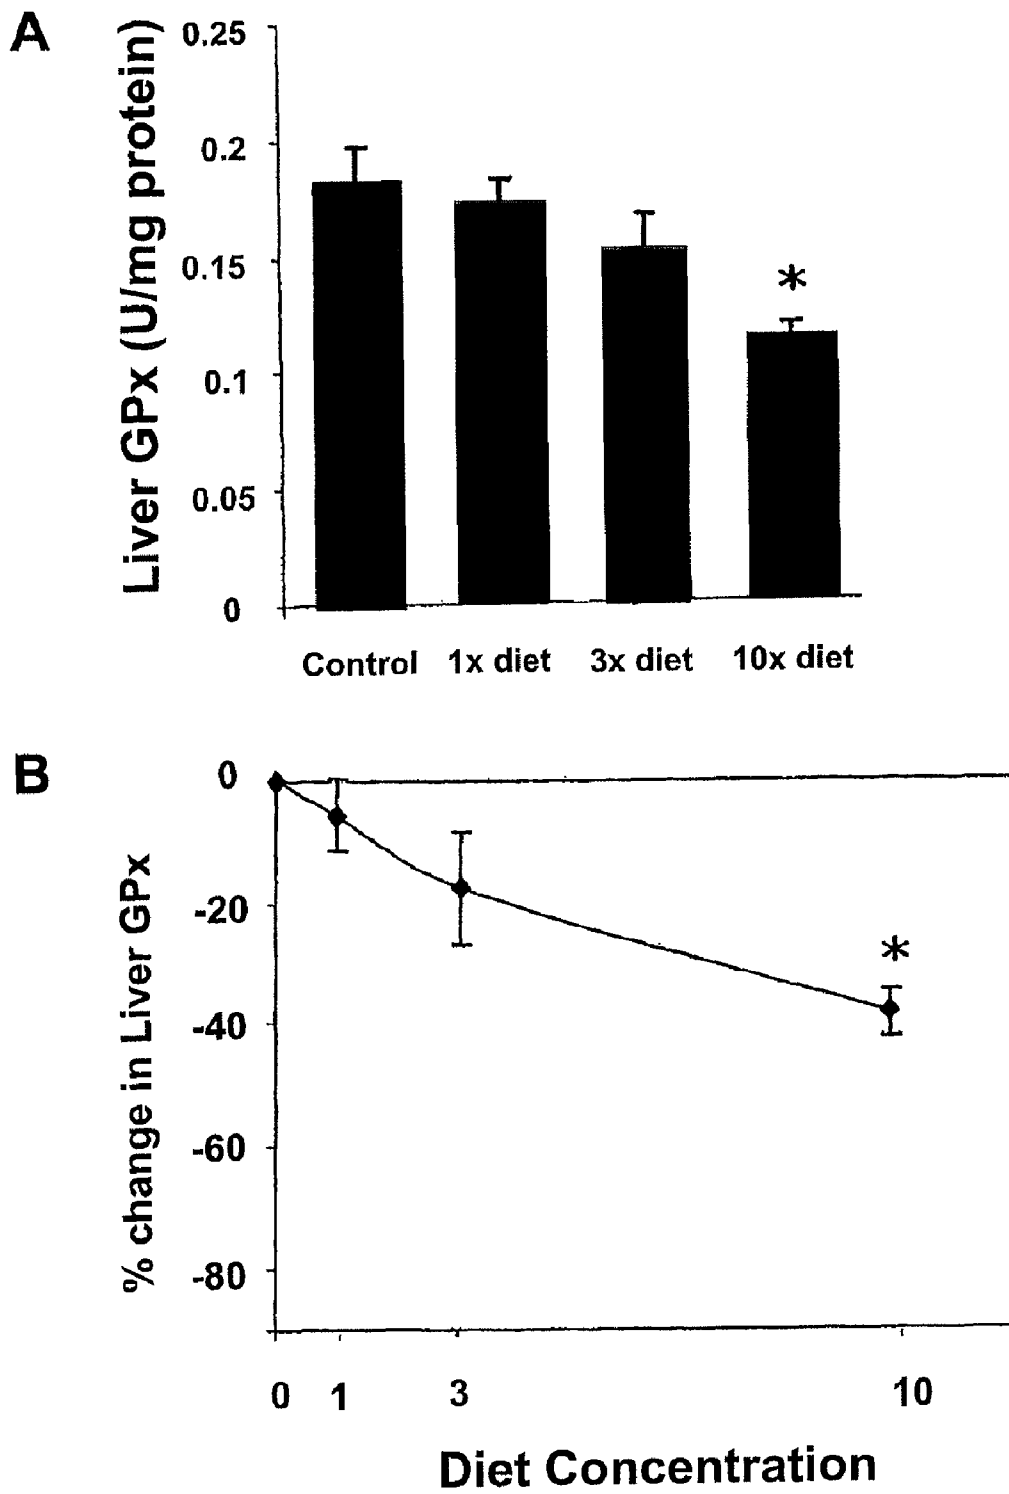 A
Liver GPx (U/mg protein)
0.25
0.2
0.15
0.1
0.05
0
*
Control 1x diet 3x diet 10x diet
B
% change in Liver GPx
0
-20
-40
-60
-80
*
0 1 3 10
Diet Concentration